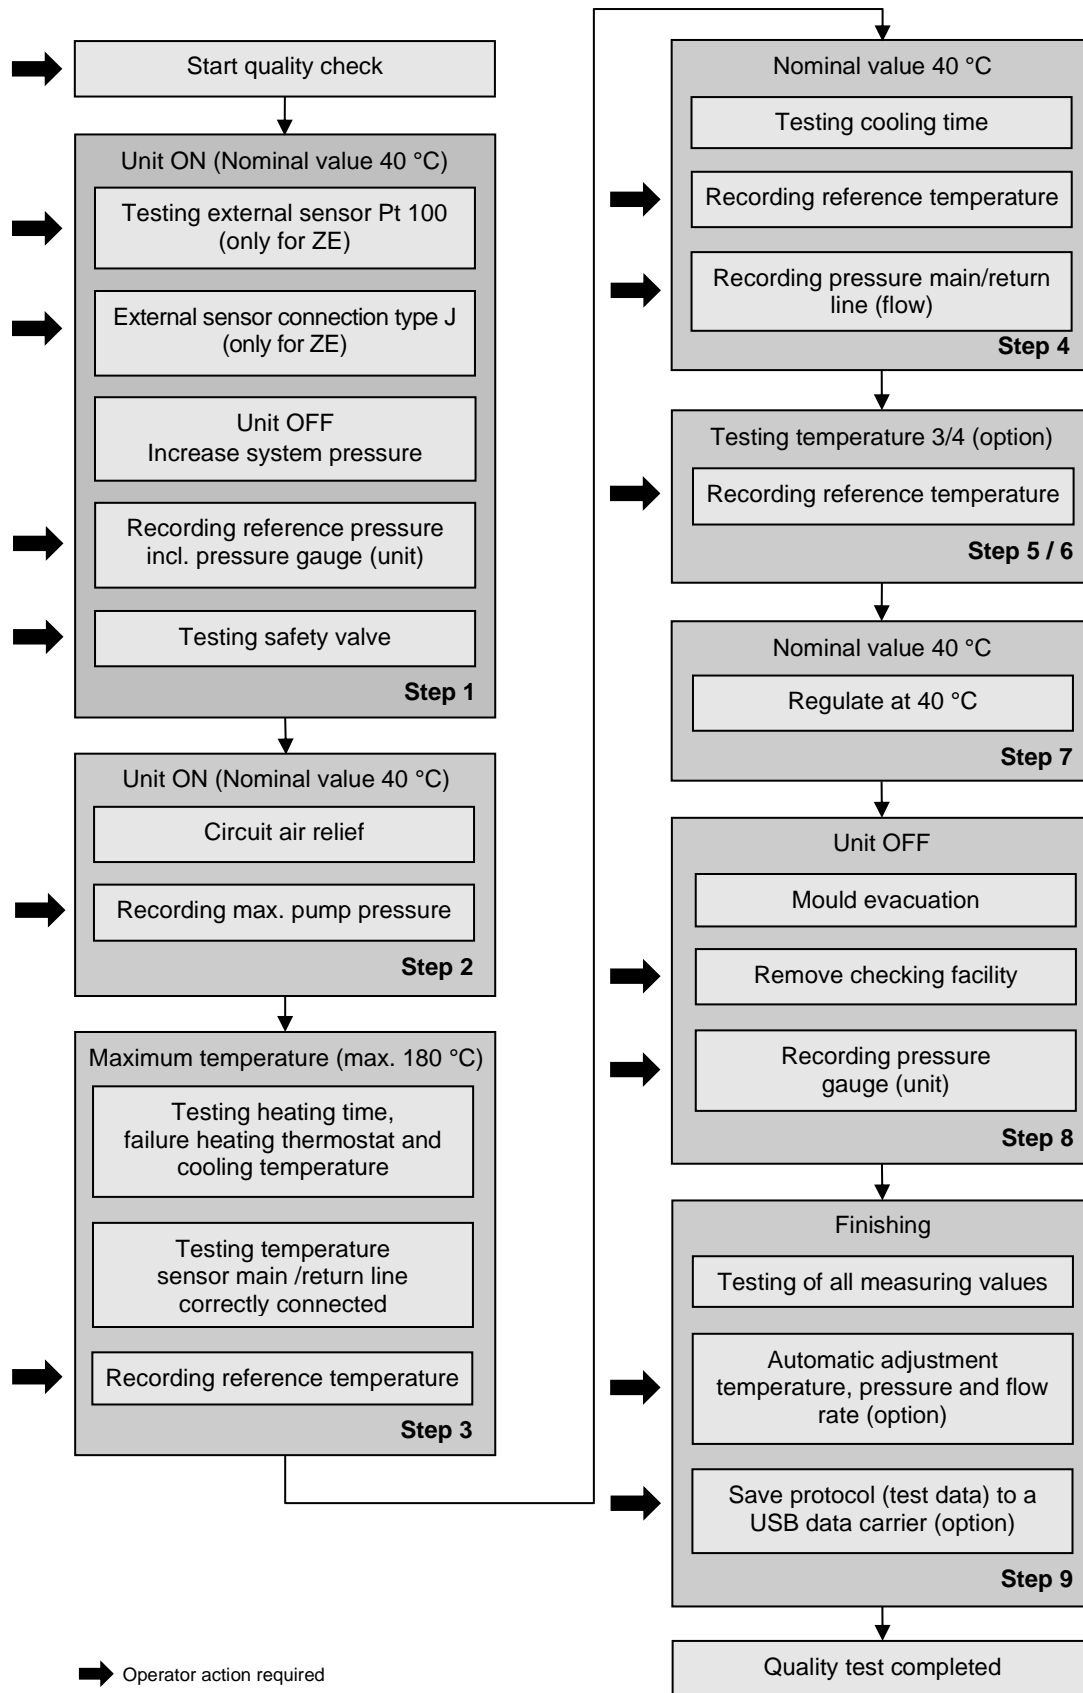 Start quality check
Unit ON (Nominal value 40 °C)
Testing external sensor Pt 100
(only for ZE)
External sensor connection type J
(only for ZE)
Unit OFF
Increase system pressure
Recording reference pressure
incl. pressure gauge (unit)
Testing safety valve
Step 1
Unit ON (Nominal value 40 °C)
Circuit air relief
Recording max. pump pressure
Step 2
Maximum temperature (max. 180 °C)
Testing heating time,
failure heating thermostat and
cooling temperature
Testing temperature
sensor main /return line
correctly connected
Recording reference temperature
Step 3
Nominal value 40 °C
Testing cooling time
Recording reference temperature
Recording pressure main/return
line (flow)
Step 4
Testing temperature 3/4 (option)
Recording reference temperature
Step 5 / 6
Nominal value 40 °C
Regulate at 40 °C
Step 7
Unit OFF
Mould evacuation
Remove checking facility
Recording pressure
gauge (unit)
Step 8
Finishing
Testing of all measuring values
Automatic adjustment
temperature, pressure and flow
rate (option)
Save protocol (test data) to a
USB data carrier (option)
Step 9
Quality test completed
Operator action required